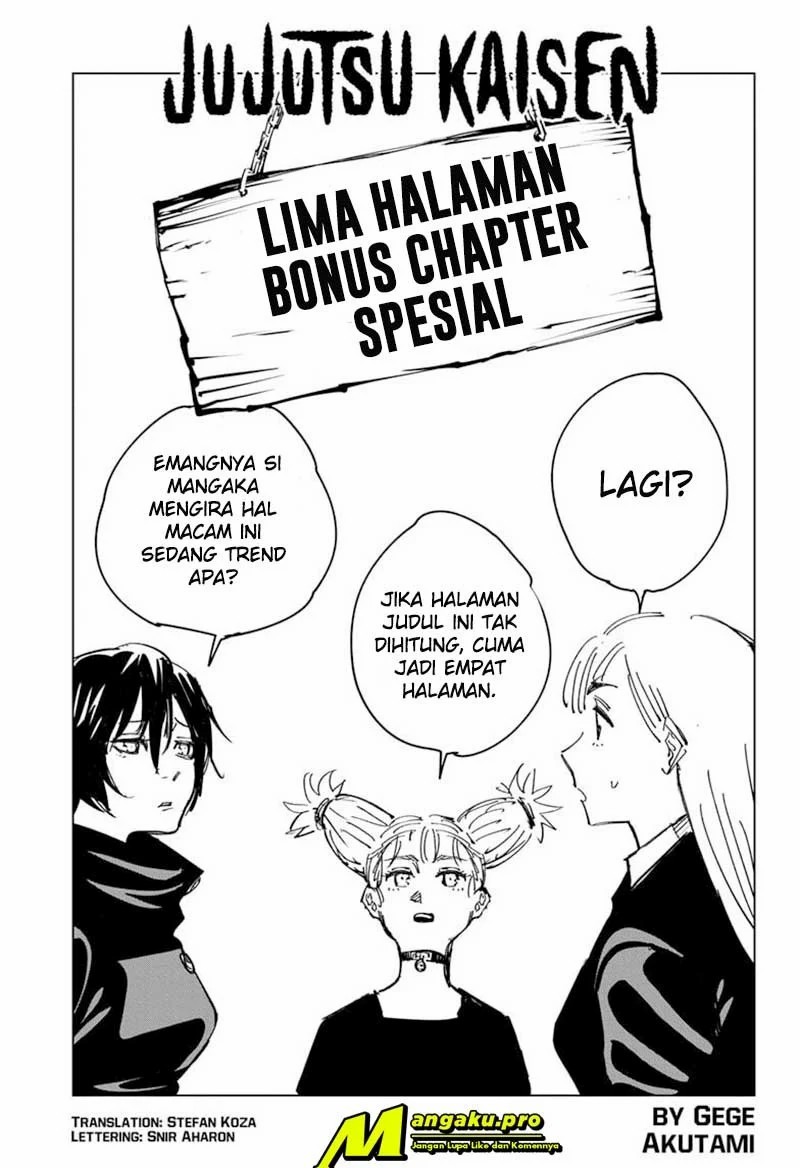 JUJUTSU KAISEN
LIMA HALAMAN
BONUS CHAPTER
SPESIAL
EMANGNYA SI
MANGAKA
MENGIRA HAL
MACAM INI
SEDANG TREND
APA?
LAGI?
JIKA HALAMAN
JUDUL INI TAK
DIHITUNG, CUMA
JADI EMPAT
HALAMAN.
TRANSLATION: STEFAN KOZA
LETTERING: SNIR AHARON
Mangaku.pro
Jangan Lupa Like dan Komennya
BY GEGE
AKUTAMI